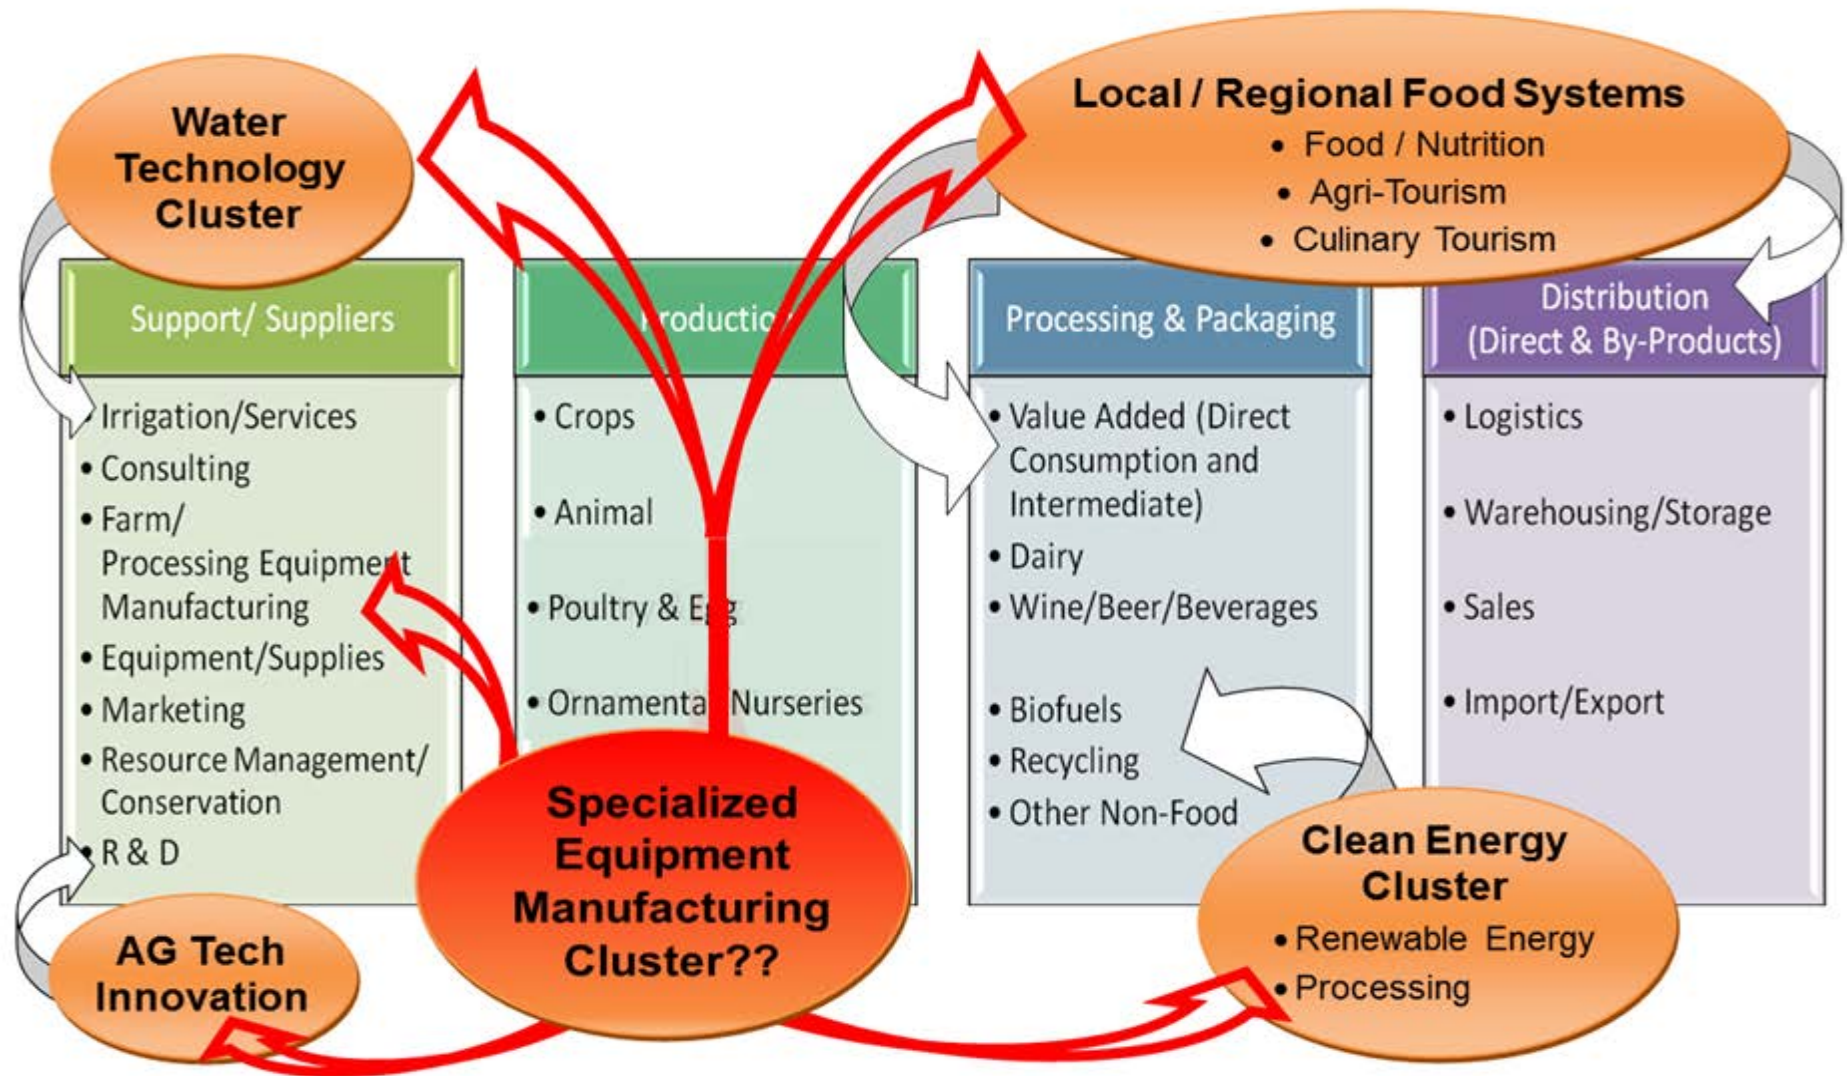 Water
Technology
Cluster
Local / Regional Food Systems
• Food / Nutrition
• Agri-Tourism
• Culinary Tourism
Support/ Suppliers
• Irrigation/Services
• Consulting
• Farm/
Processing Equipment
Manufacturing
• Equipment/Supplies
• Marketing
• Resource Management/
Conservation
• R & D
Production
• Crops
• Animal
• Poultry & Egg
• Ornamental Nurseries
Processing & Packaging
• Value Added (Direct
Consumption and
Intermediate)
• Dairy
• Wine/Beer/Beverages
• Biofuels
• Recycling
• Other Non-Food
Distribution
(Direct & By-Products)
• Logistics
• Warehousing/Storage
• Sales
• Import/Export
AG Tech
Innovation
Specialized
Equipment
Manufacturing
Cluster??
Clean Energy
Cluster
• Renewable Energy
• Processing